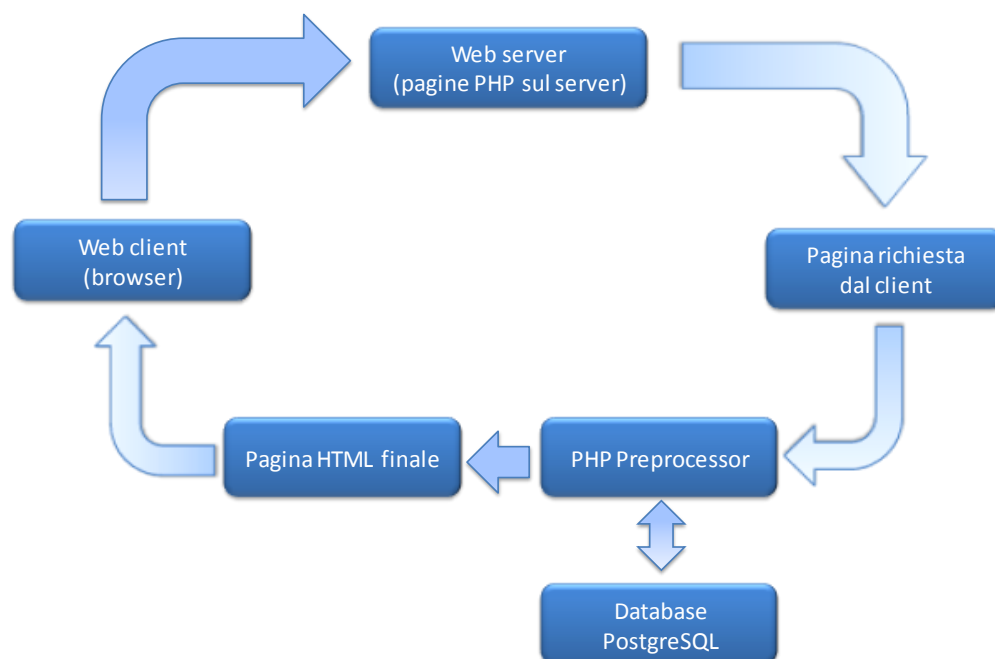 Web server
(pagine PHP sul server)
Web client
(browser)
Pagina richiesta
dal client
Pagina HTML finale
PHP Preprocessor
Database
PostgreSQL